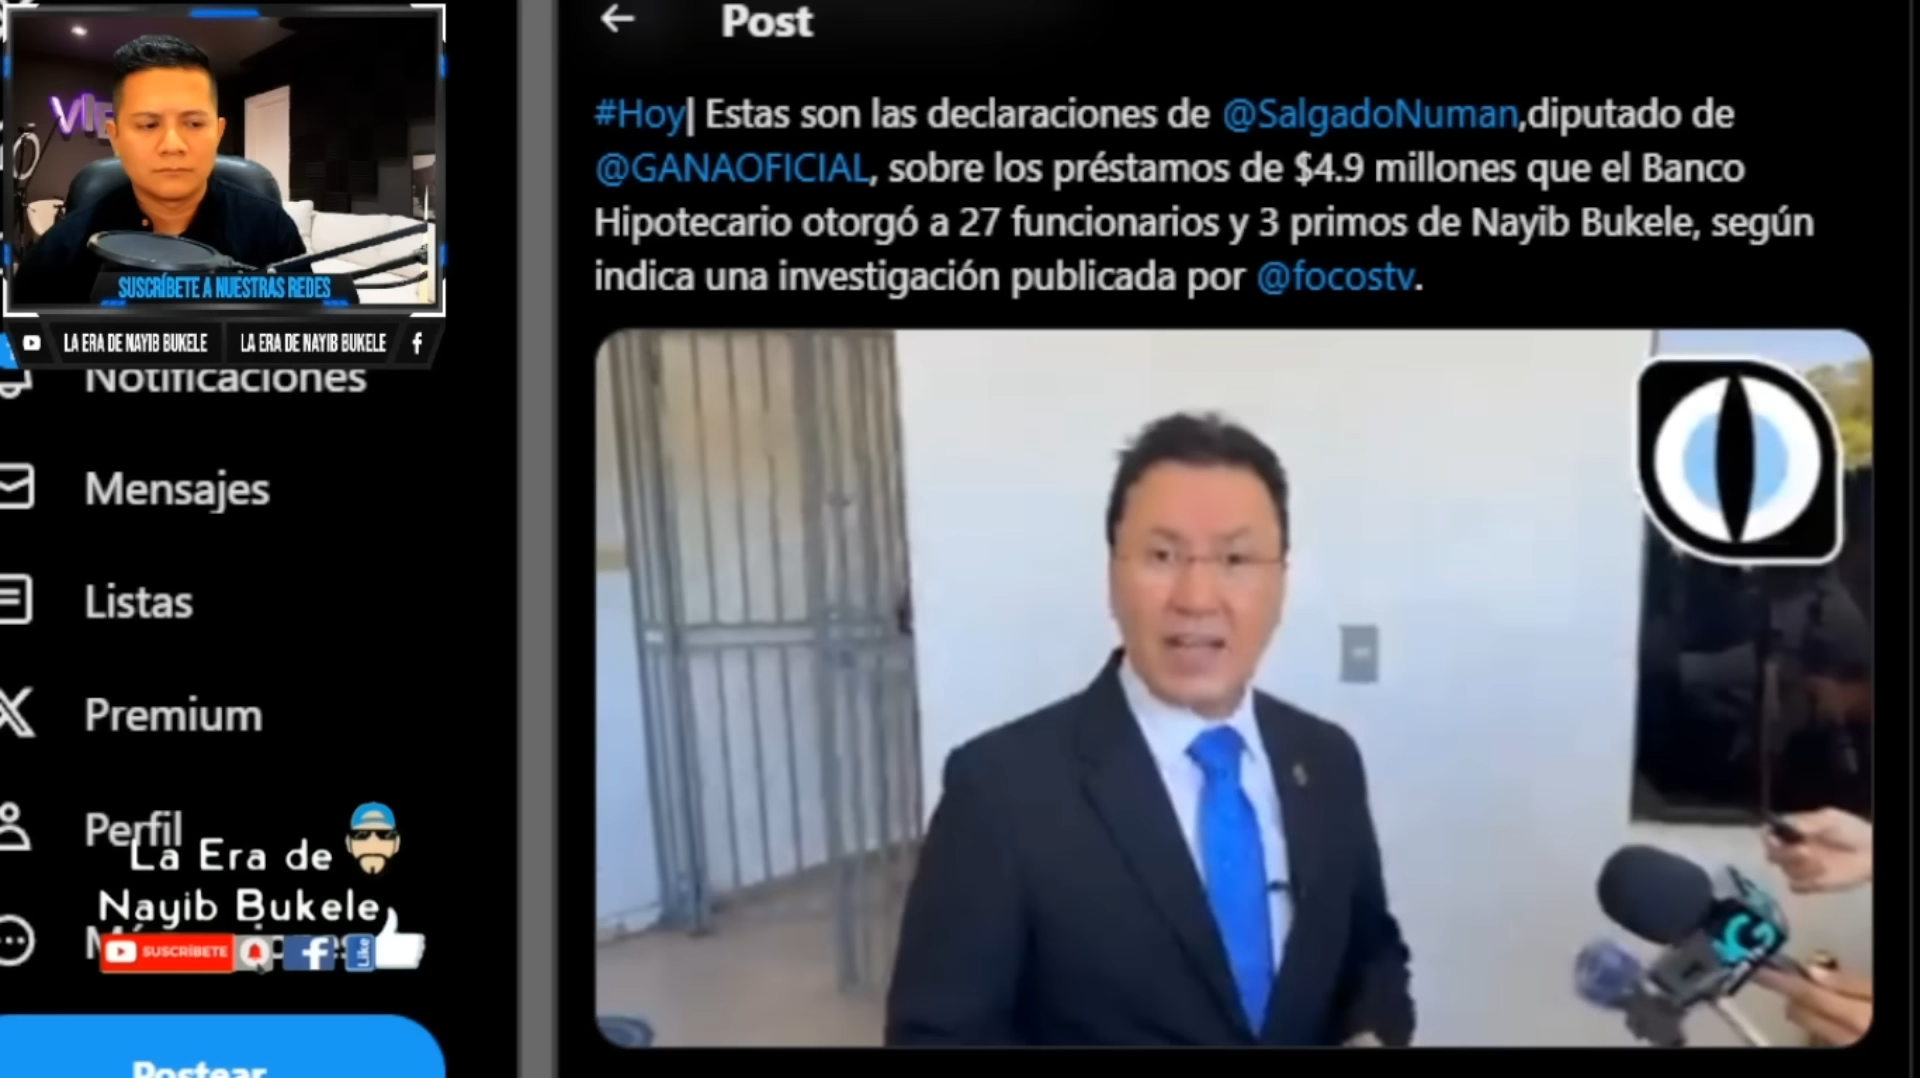 VIE
SUSCRÍBETE A NUESTRAS REDES
LA ERA DE NAYIB BUKELE
LA ERA DE NAYIB BUKELE
Notificaciones
Mensajes
Listas
Premium
Perfil
La Era de
Nayib Bukele
SUSCRÍBETE
Like
Postear
Post
#Hoy| Estas son las declaraciones de @SalgadoNuman,diputado de
@GANAOFICIAL, sobre los préstamos de $4.9 millones que el Banco
Hipotecario otorgó a 27 funcionarios y 3 primos de Nayib Bukele, según
indica una investigación publicada por @focostv.